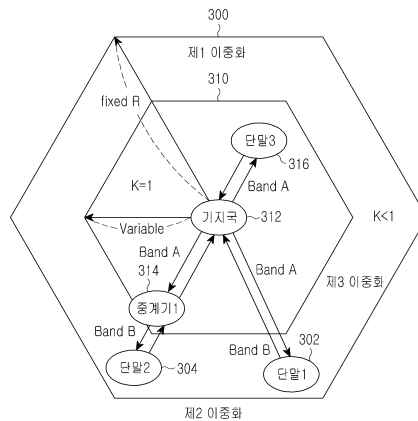 300
제1 이중화
310
fixed R
단말3
316
K=1
Band A
K<1
기지국
312
Variable
Band A
Band A
314
제3 이중화
중계기1
Band B
Band B
302
단말2
304
단말1
제2 이중화